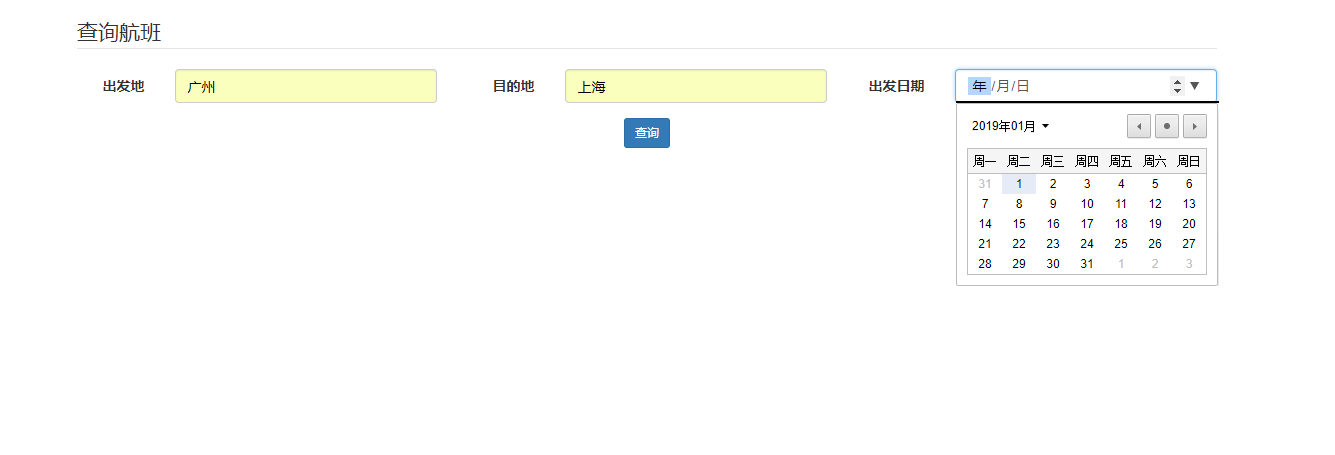 查询航班
出发地 广州 目的地 上海 出发日期 年/月/日
查询
2019年01月
周一 周二 周三 周四 周五 周六 周日
31 1 2 3 4 5 6
7 8 9 10 11 12 13
14 15 16 17 18 19 20
21 22 23 24 25 26 27
28 29 30 31 1 2 3